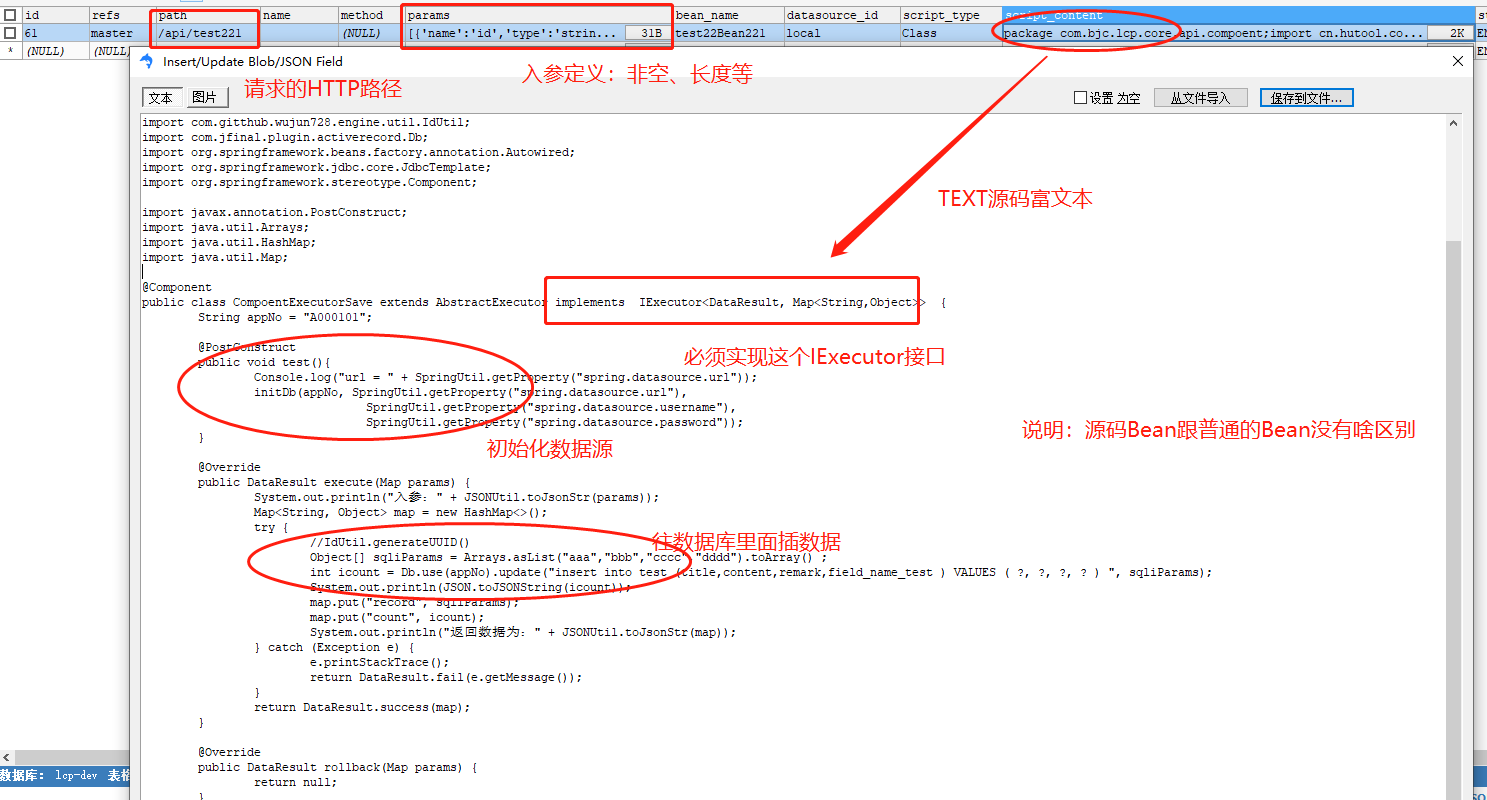 id refs path name method params bean_name datasource_id script_type script_content
61 master /api/test221 (NULL) [{'name':'id','type':'strin... 31B test22Bean221 local Class package com.bjc.lcp.core.api.compoent;import cn.hutool.co... 2K EN
* (NULL) (NULL)
Insert/Update Blob/JSON Field
入参定义：非空、长度等
请求的HTTP路径
文本 图片 设置 为空 从文件导入 保存到文件...
import com.gitthub.wujun728.engine.util.IdUtil;
import com.jfinal.plugin.activerecord.Db;
import org.springframework.beans.factory.annotation.Autowired;
import org.springframework.jdbc.core.JdbcTemplate;
import org.springframework.stereotype.Component;
TEXT源码富文本
import javax.annotation.PostConstruct;
import java.util.Arrays;
import java.util.HashMap;
import java.util.Map;
@Component
public class CompoentExecutorSave extends AbstractExecutor implements  IExecutor<DataResult, Map<String,Object>>  {
String appNo = "A000101";
@PostConstruct
必须实现这个IExecutor接口
public void test(){
Console.log("url = " + SpringUtil.getProperty("spring.datasource.url"));
initDb(appNo, SpringUtil.getProperty("spring.datasource.url"),
SpringUtil.getProperty("spring.datasource.username"),
SpringUtil.getProperty("spring.datasource.password"));
说明：源码Bean跟普通的Bean没有啥区别
}
初始化数据源
@Override
public DataResult execute(Map params) {
System.out.println("入参：" + JSONUtil.toJsonStr(params));
Map<String, Object> map = new HashMap<>();
try {
//IdUtil.generateUUID()
往数据库里面插数据
Object[] sqliParams = Arrays.asList("aaa","bbb","cccc","dddd").toArray() ;
int icount = Db.use(appNo).update("insert into test (title,content,remark,field_name_test ) VALUES ( ?, ?, ?, ? ) ", sqliParams);
System.out.println(JSON.toJSONString(icount));
map.put("record", sqliParams);
map.put("count", icount);
System.out.println("返回数据为：" + JSONUtil.toJsonStr(map));
} catch (Exception e) {
e.printStackTrace();
return DataResult.fail(e.getMessage());
}
return DataResult.success(map);
}
@Override
public DataResult rollback(Map params) {
数据库： lcp-dev 表格
return null;
}